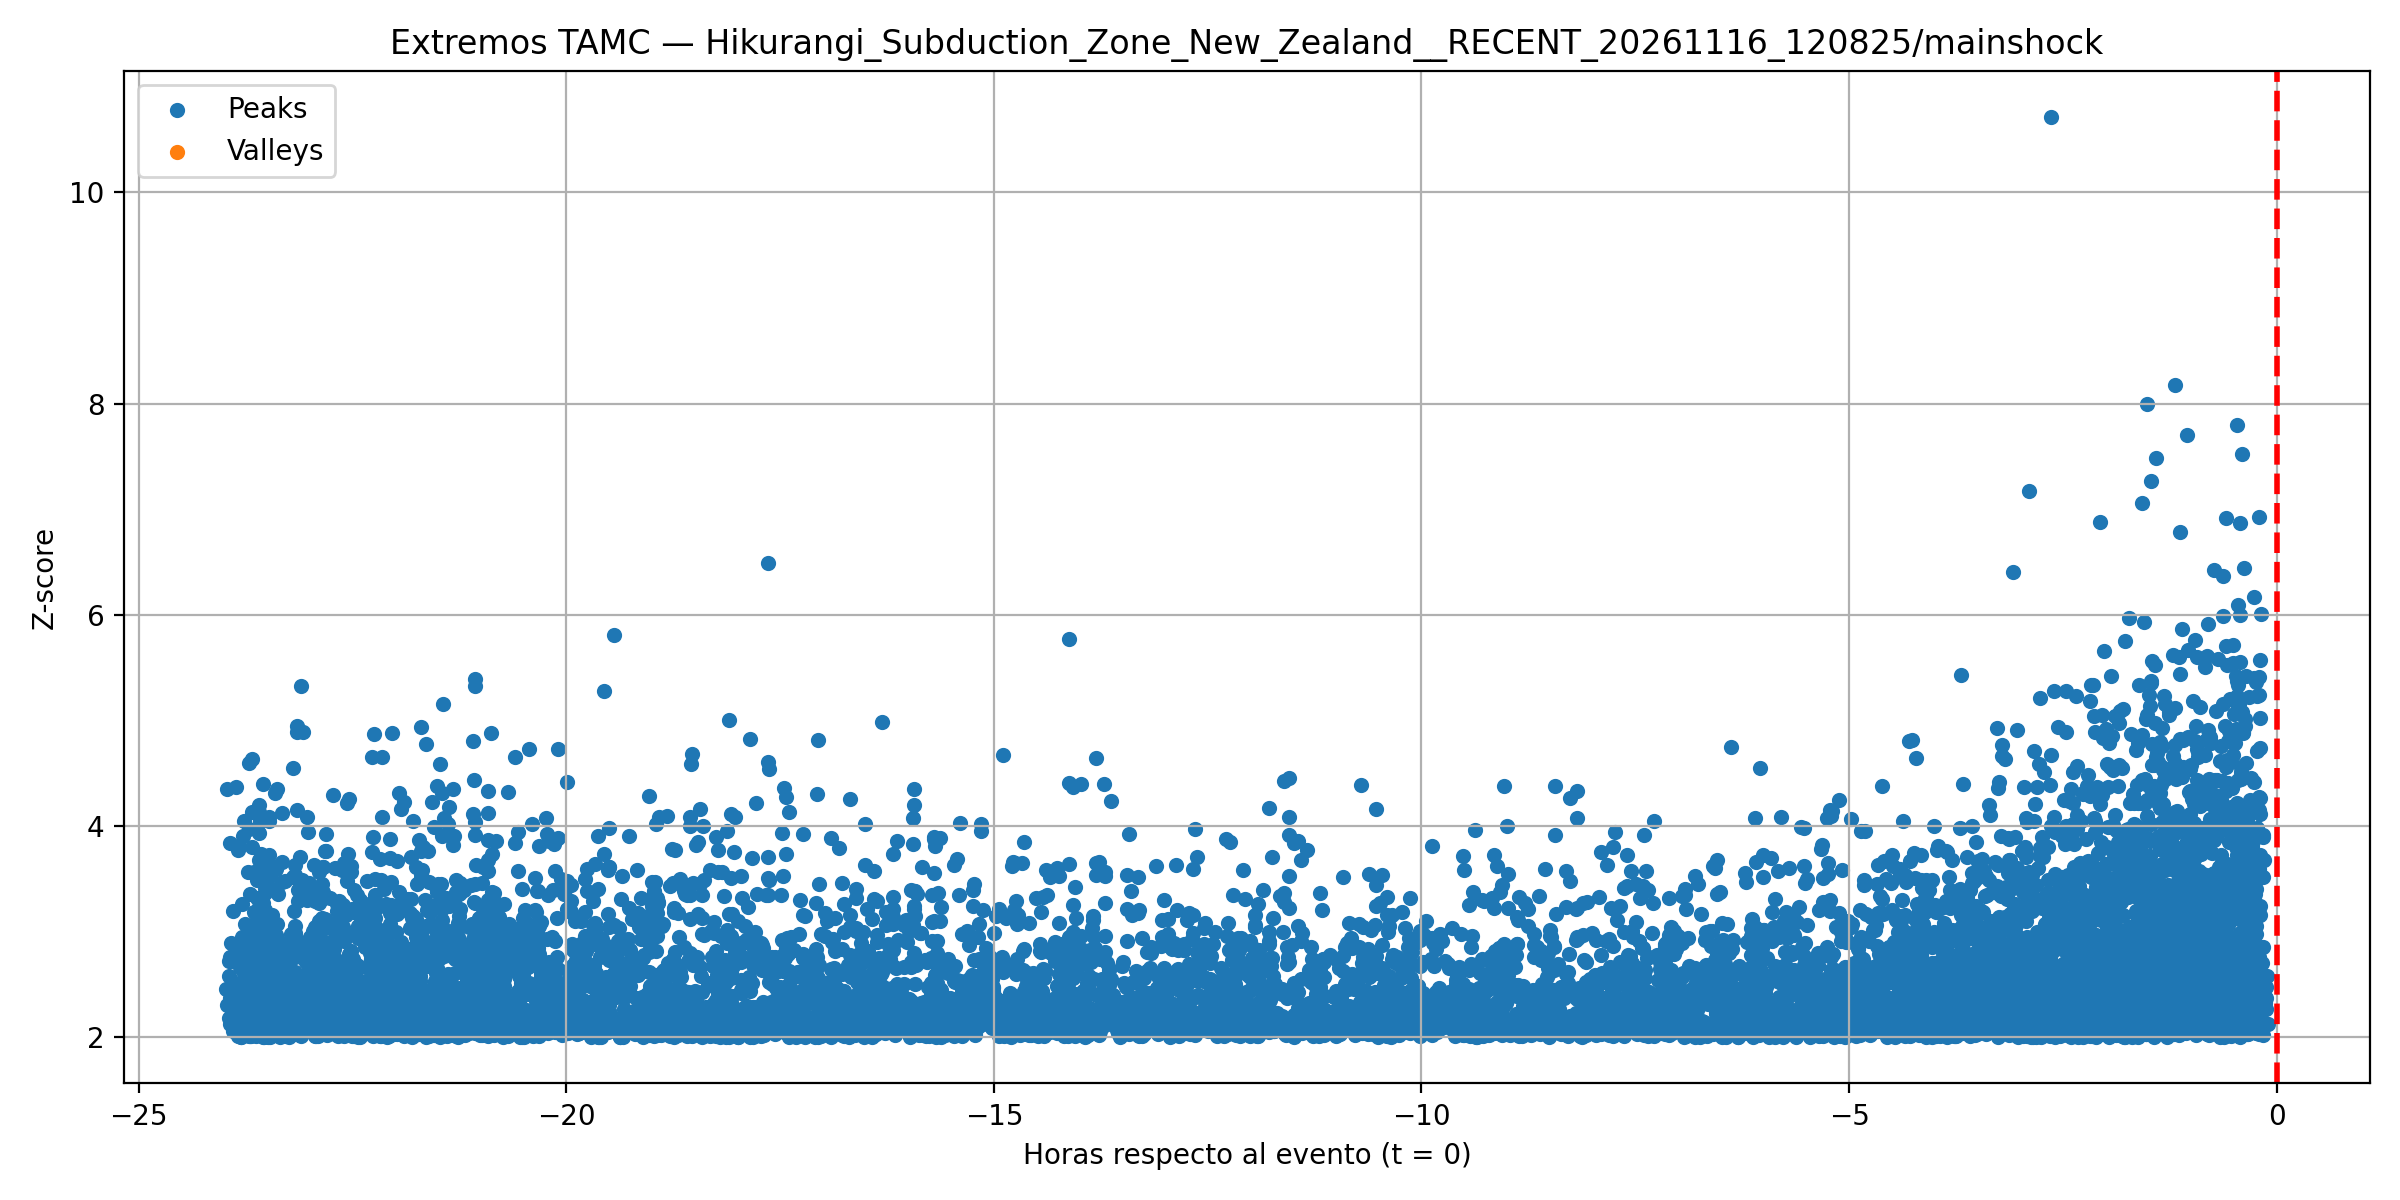 Extremos TAMC — Hikurangi_Subduction_Zone_New_Zealand__RECENT_20261116_120825/mainshock
Peaks
Valleys
Z-score
10
8
6
4
2
−25
−20
−15
−10
−5
0
Horas respecto al evento (t = 0)